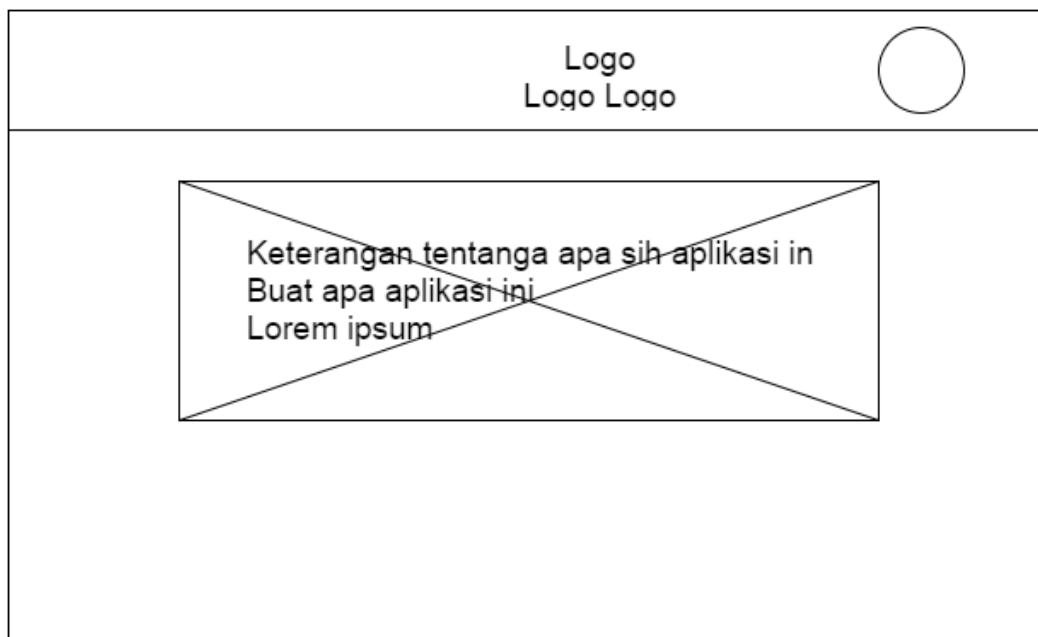 Logo
Logo Logo
Keterangan tentanga apa sih aplikasi in
Buat apa aplikasi ini
Lorem ipsum